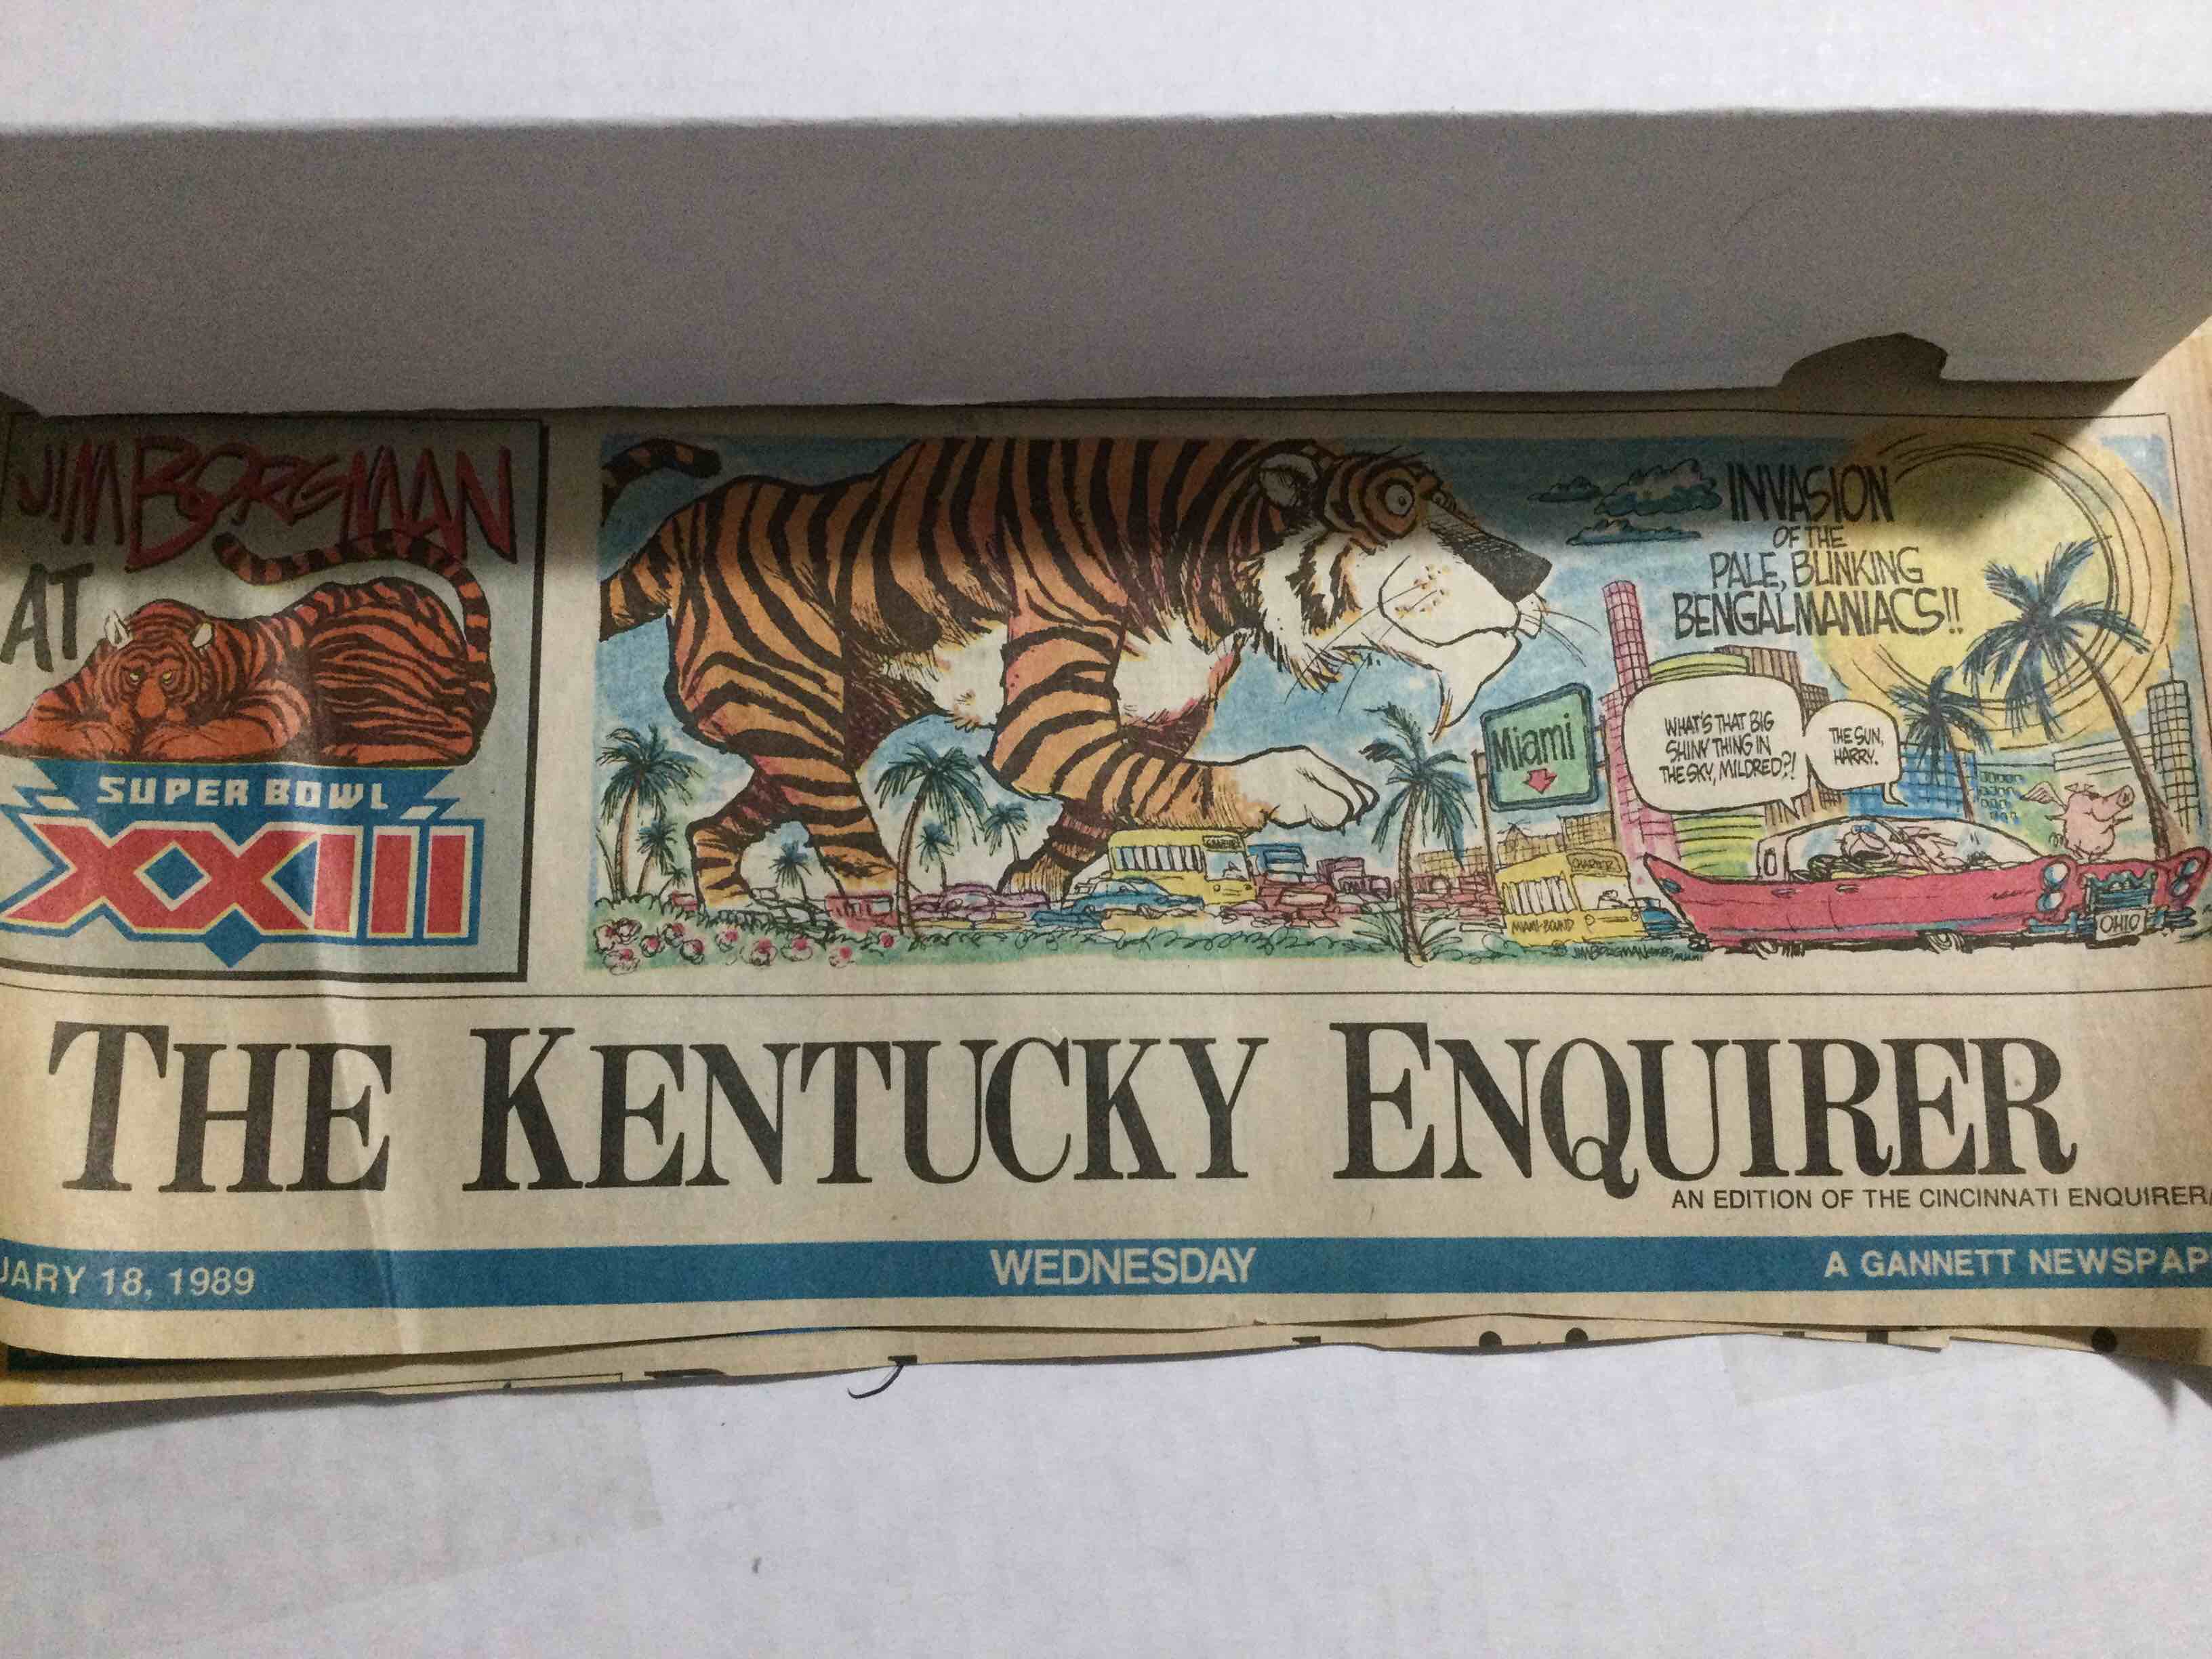 JIM BORGMAN
AT
SUPER BOWL
XXIII
INVASION
OF THE
PALE, BLINKING
BENGALMANIACS!!
Miami
WHAT'S THAT BIG
SHINY THING IN
THE SKY, MILDRED?!
THE SUN,
HARRY.
CHARTER
MIAMI-BOUND
OHIO
JIM BORGMAN
THE KENTUCKY ENQUIRER
AN EDITION OF THE CINCINNATI ENQUIRER
UARY 18, 1989
WEDNESDAY
A GANNETT NEWSPAP